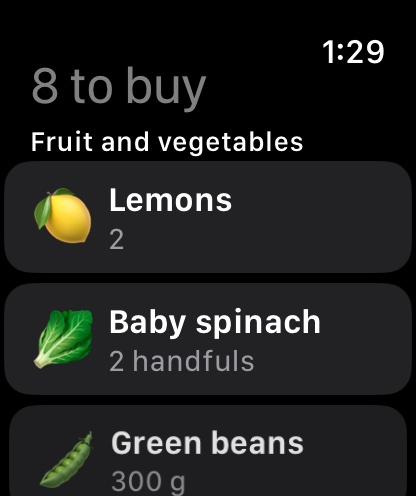 1:29
8 to buy
Fruit and vegetables
Lemons
2
Baby spinach
2 handfuls
Green beans
300 g